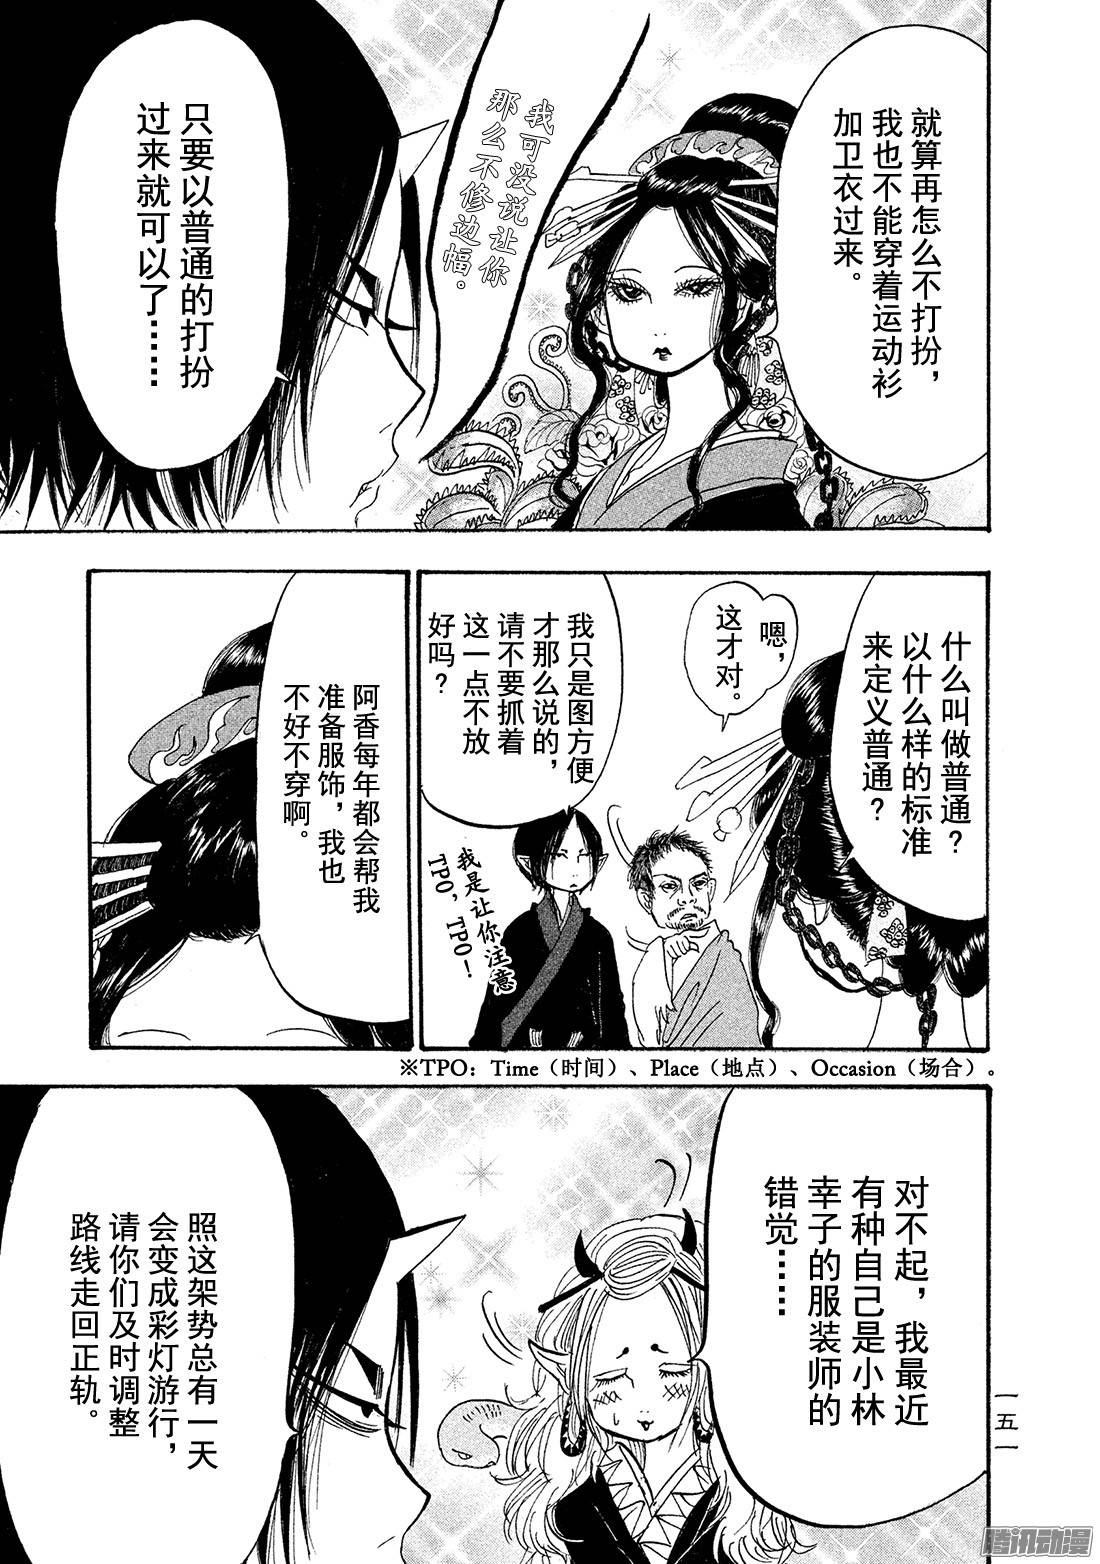 就算再怎么不打扮，
我也不能穿着运动衫
加卫衣过来。
我可没说让你
那么不修边幅。
只要以普通的打扮
过来就可以了……
什么叫做普通？
以什么样的标准
来定义普通？
嗯，
这才对。
我只是图方便
才那么说的，
请不要抓着
这一点不放
好吗？
我是让你注意
TPO，TPO！
阿香每年都会帮我
准备服饰，我也
不好不穿啊。
※TPO：Time（时间）、Place（地点）、Occasion（场合）。
对不起，我最近
有种自己是小林
幸子的服装师的
错觉……
照这架势总有一天
会变成彩灯游行，
请你们及时调整
路线走回正轨。
一五一
腾讯动漫